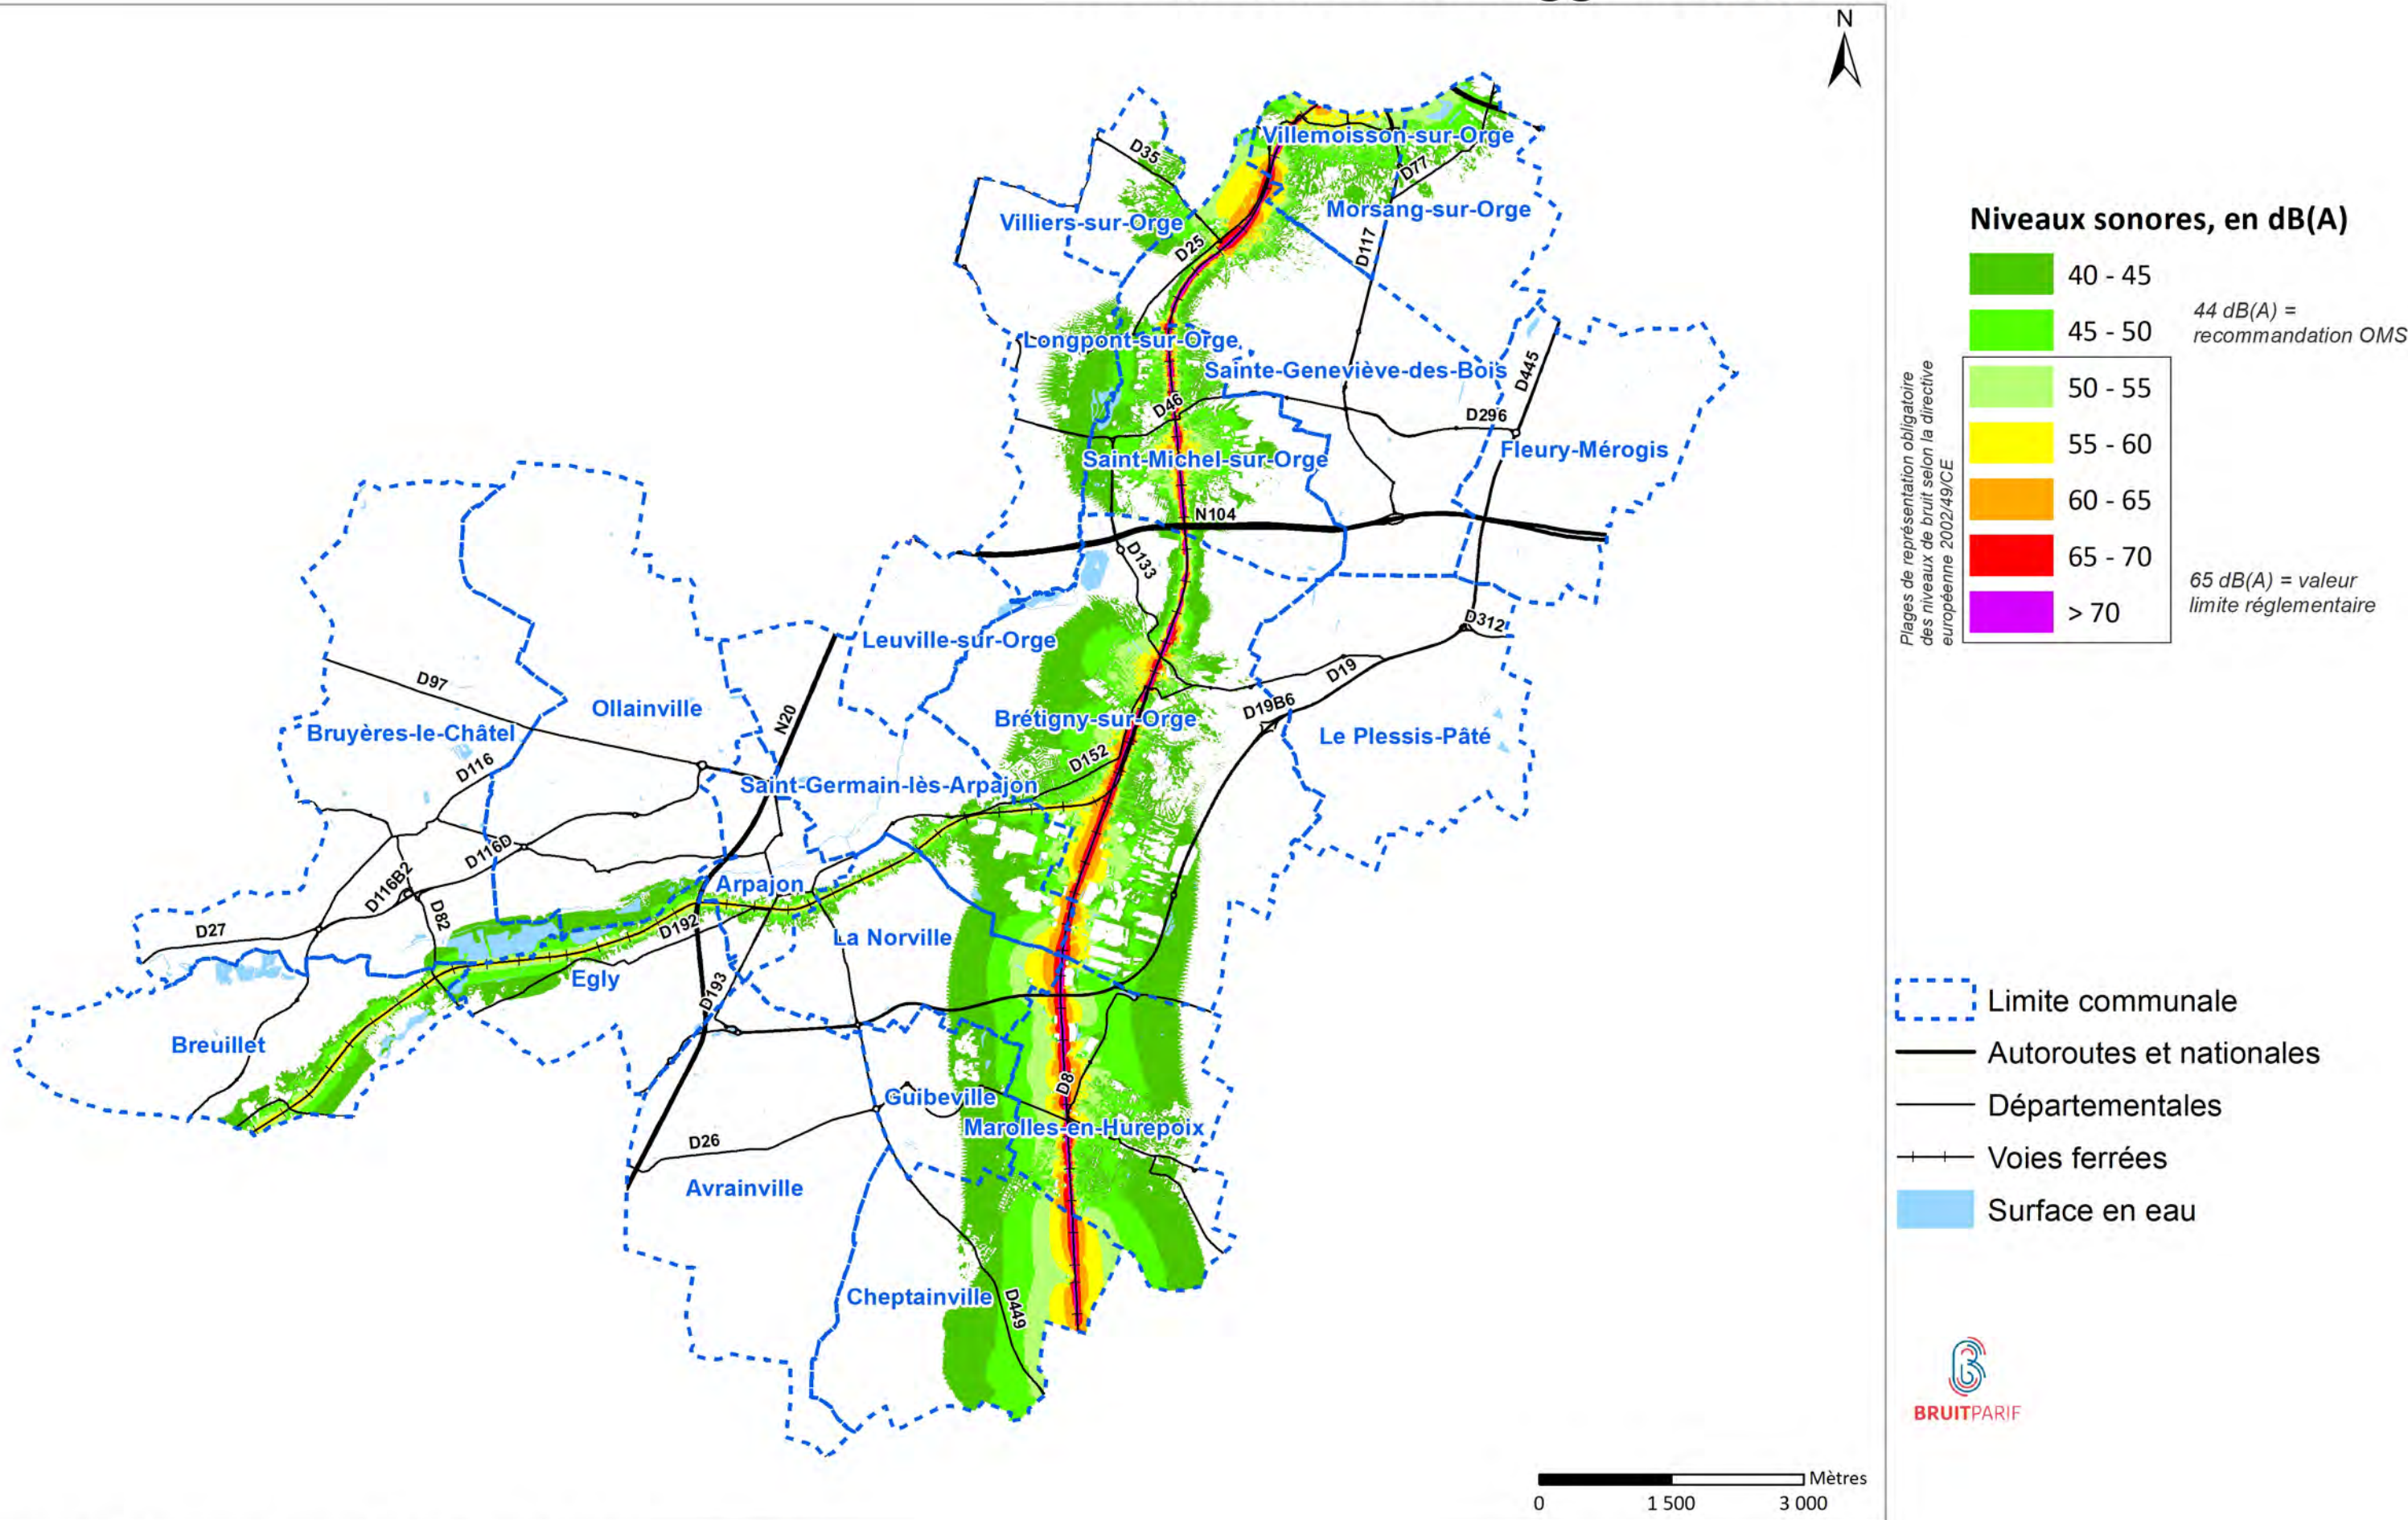 N
Villemoisson-sur-Orge
D35
D77
Morsang-sur-Orge
Villiers-sur-Orge
D25
D117
Longpont-sur-Orge
Sainte-Geneviève-des-Bois
D445
D46
D296
Saint-Michel-sur-Orge
Fleury-Mérogis
N104
D133
D312
Leuville-sur-Orge
D19
D97
Ollainville
N20
D19B6
Brétigny-sur-Orge
Bruyères-le-Châtel
Le Plessis-Pâté
D152
D116
Saint-Germain-lès-Arpajon
D116D
D116B2
Arpajon
D82
D192
D27
La Norville
Egly
D193
Breuillet
D8
Guibeville
Marolles-en-Hurepoix
D26
Avrainville
Cheptainville
D449
Mètres
0 1 500 3 000
Niveaux sonores, en dB(A)
40 - 45
45 - 50
44 dB(A) =
recommandation OMS
50 - 55
55 - 60
60 - 65
65 - 70
> 70
65 dB(A) = valeur
limite réglementaire
Plages de représentation obligatoire
des niveaux de bruit selon la directive
européenne 2002/49/CE
Limite communale
Autoroutes et nationales
Départementales
Voies ferrées
Surface en eau
BRUITPARIF